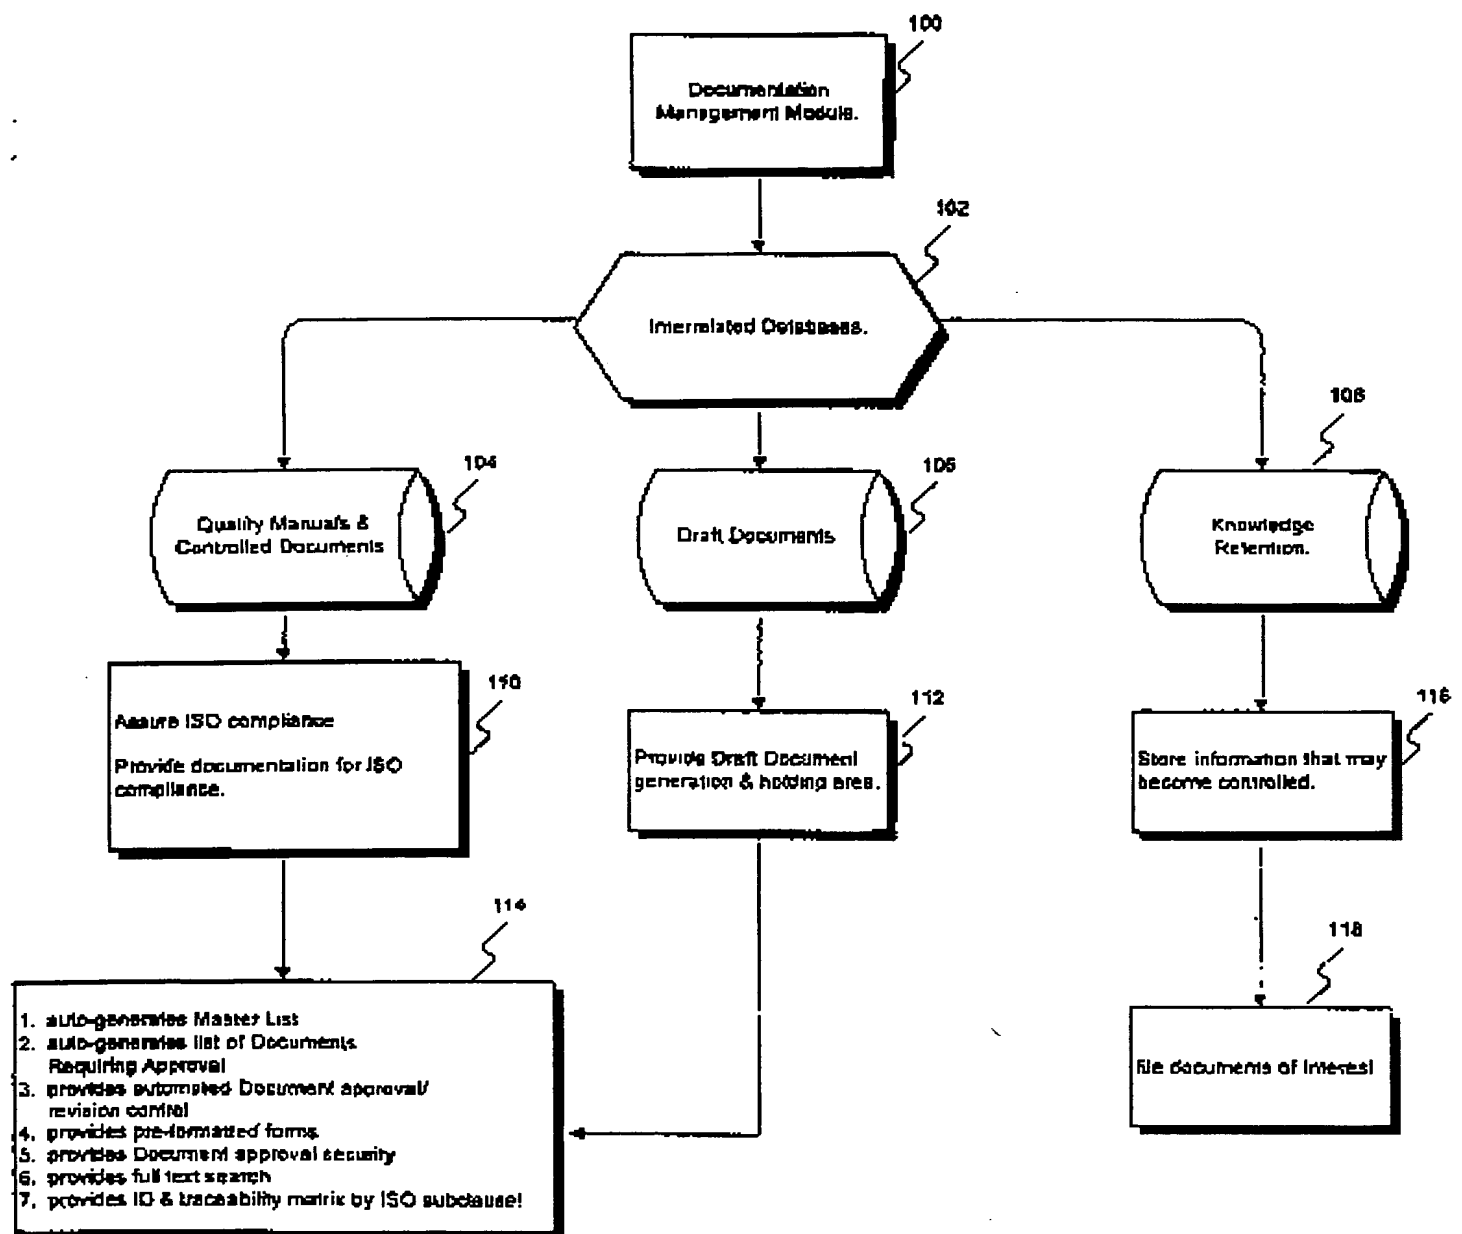 100
Documentation
Management Module.
102
Interrelated Databases.
104
Quality Manuals &
Controlled Documents
106
Draft Documents
108
Knowledge
Retention.
110
Assure ISO compliance
Provide documentation for ISO
compliance.
112
Provide Draft Document
generation & holding area.
116
Store information that may
become controlled.
114
1. auto-generates Master List
2. auto-generates list of Documents
Requiring Approval
3. provides automated Document approval/
revision control
4. provides pre-formatted forms
5. provides Document approval security
6. provides full text search
7. provides ID & traceability matrix by ISO subclause!
118
file documents of interest